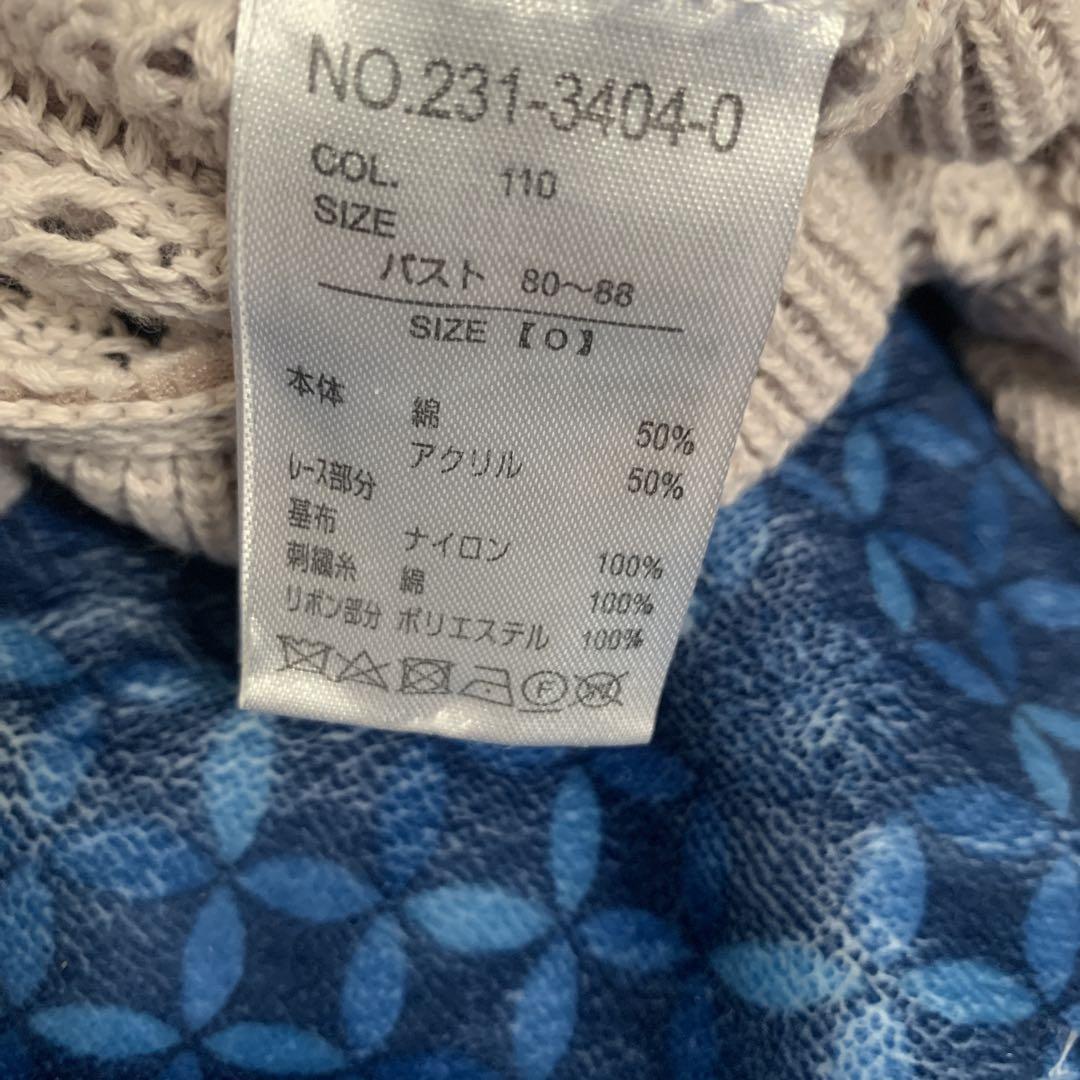 NO.231-3404-0
COL. 110
SIZE
バスト 80〜88
SIZE 【O】
本体 綿 50%
アクリル 50%
ﾚｰｽ部分
基布 ナイロン 100%
刺繍糸 綿 100%
リボン部分 ポリエステル 100%
F